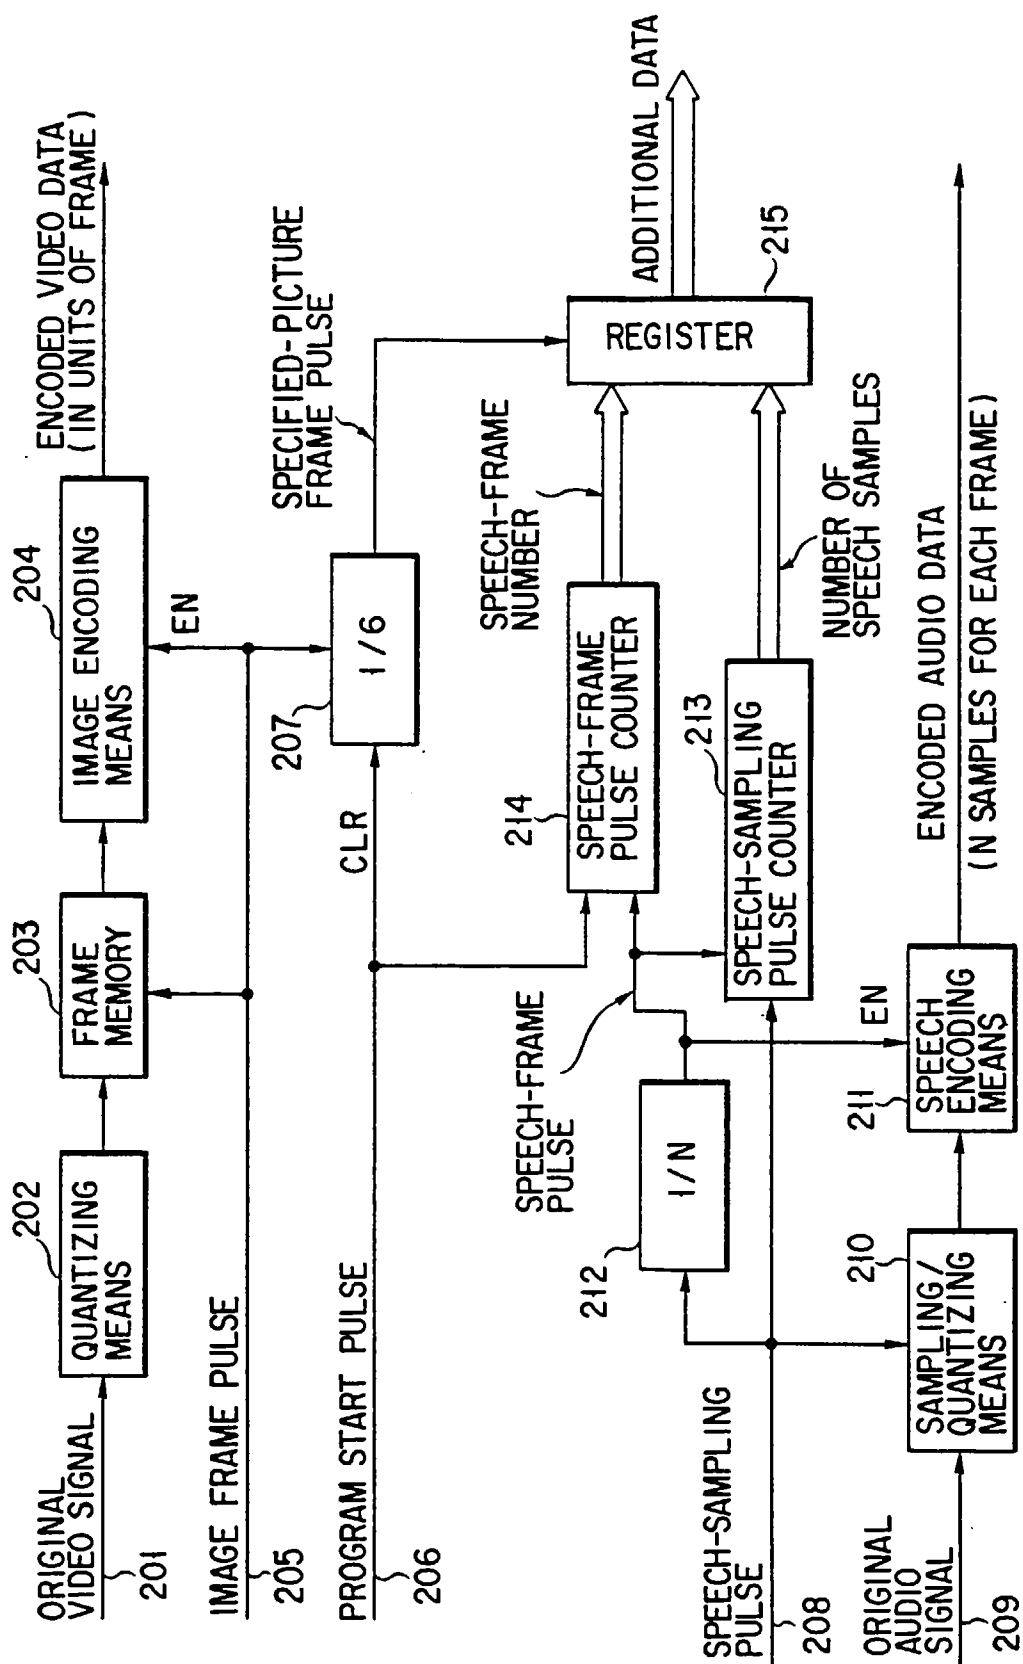 ORIGINAL
VIDEO SIGNAL
201
202
QUANTIZING
MEANS
203
FRAME
MEMORY
204
IMAGE ENCODING
MEANS
ENCODED VIDEO DATA
(IN UNITS OF FRAME)
IMAGE FRAME PULSE
205
EN
207
1/6
SPECIFIED-PICTURE
FRAME PULSE
PROGRAM START PULSE
206
CLR
214
SPEECH-FRAME
PULSE COUNTER
SPEECH-FRAME
NUMBER
REGISTER
215
ADDITIONAL DATA
SPEECH-FRAME
PULSE
212
1/N
213
SPEECH-SAMPLING
PULSE COUNTER
NUMBER OF
SPEECH SAMPLES
SPEECH-SAMPLING
PULSE
208
ORIGINAL
AUDIO
SIGNAL
209
210
SAMPLING/
QUANTIZING
MEANS
211
EN
SPEECH
ENCODING
MEANS
ENCODED AUDIO DATA
(N SAMPLES FOR EACH FRAME)